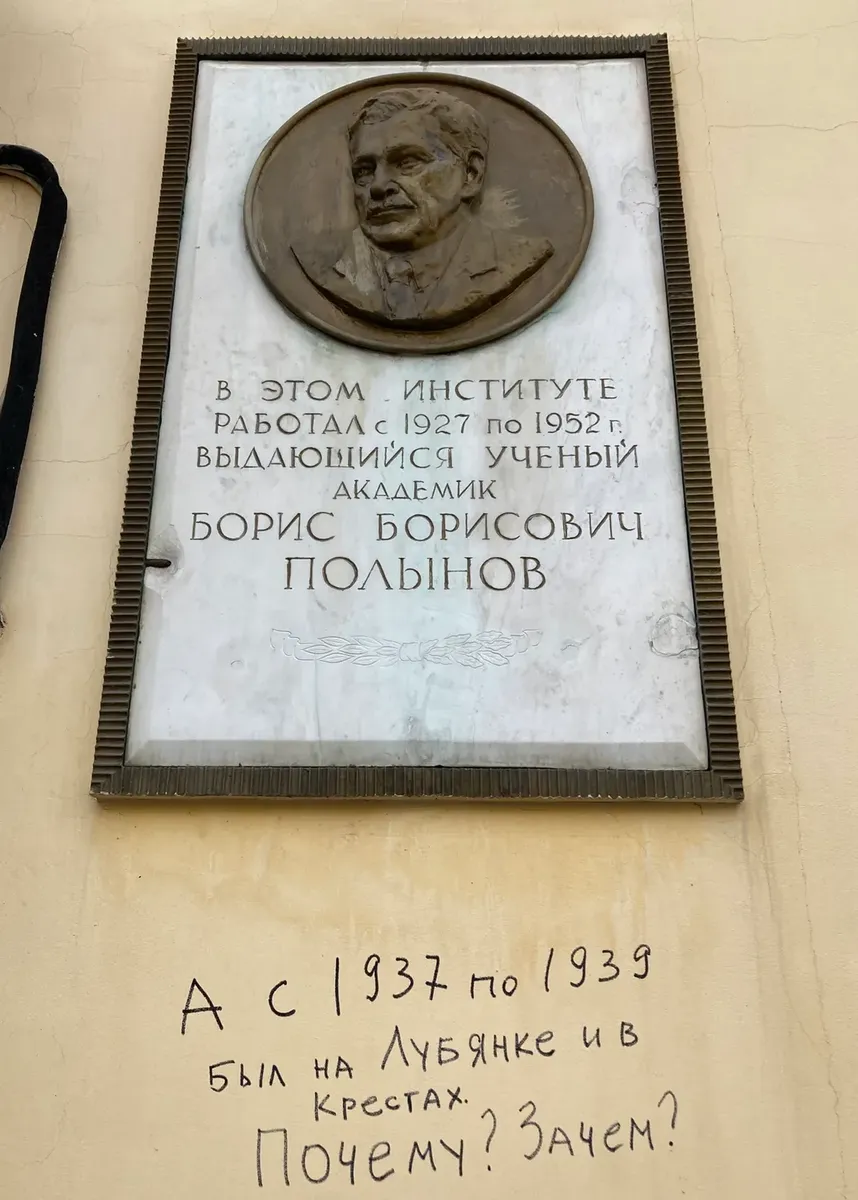 В ЭТОМ ИНСТИТУТЕ
РАБОТАЛ с 1927 по 1952 г.
ВЫДАЮЩИЙСЯ УЧЕНЫЙ
АКАДЕМИК
БОРИС БОРИСОВИЧ
ПОЛЫНОВ
А с 1937 по 1939
был на Лубянке и в
Крестах.
Почему? Зачем?